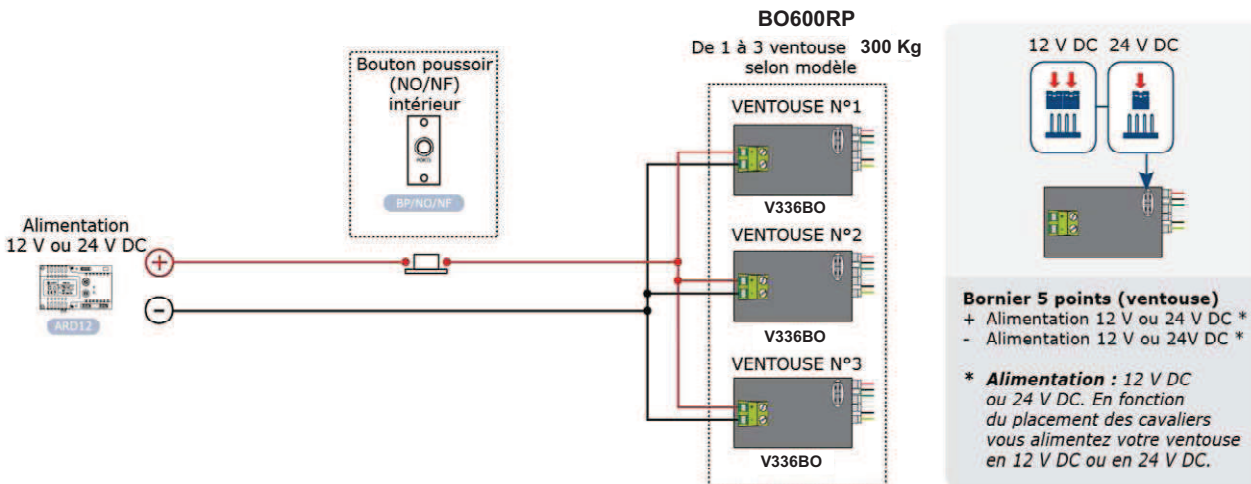 BO600RP
De 1 à 3 ventouse 300 Kg
selon modèle
Bouton poussoir
(NO/NF)
intérieur
PORTE
BP/NO/NF
Alimentation
12 V ou 24 V DC
+
-
ARD12
VENTOUSE N°1
V336BO
VENTOUSE N°2
V336BO
VENTOUSE N°3
V336BO
12 V DC 24 V DC
Bornier 5 points (ventouse)
+ Alimentation 12 V ou 24 V DC *
- Alimentation 12 V ou 24V DC *
* Alimentation : 12 V DC
ou 24 V DC. En fonction
du placement des cavaliers
vous alimentez votre ventouse
en 12 V DC ou en 24 V DC.